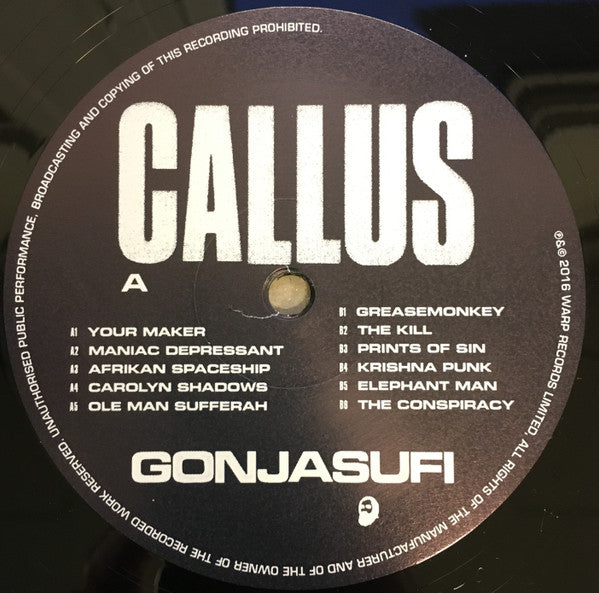 CALLUS
A
A1 YOUR MAKER
A2 MANIAC DEPRESSANT
A3 AFRIKAN SPACESHIP
A4 CAROLYN SHADOWS
A5 OLE MAN SUFFERAH
B1 GREASEMONKEY
B2 THE KILL
B3 PRINTS OF SIN
B4 KRISHNA PUNK
B5 ELEPHANT MAN
B6 THE CONSPIRACY
GONJASUFI
℗&© 2016 WARP RECORDS LIMITED. ALL RIGHTS OF THE MANUFACTURER AND OF THE OWNER OF THE RECORDED WORK RESERVED. UNAUTHORISED PUBLIC PERFORMANCE, BROADCASTING AND COPYING OF THIS RECORDING PROHIBITED.